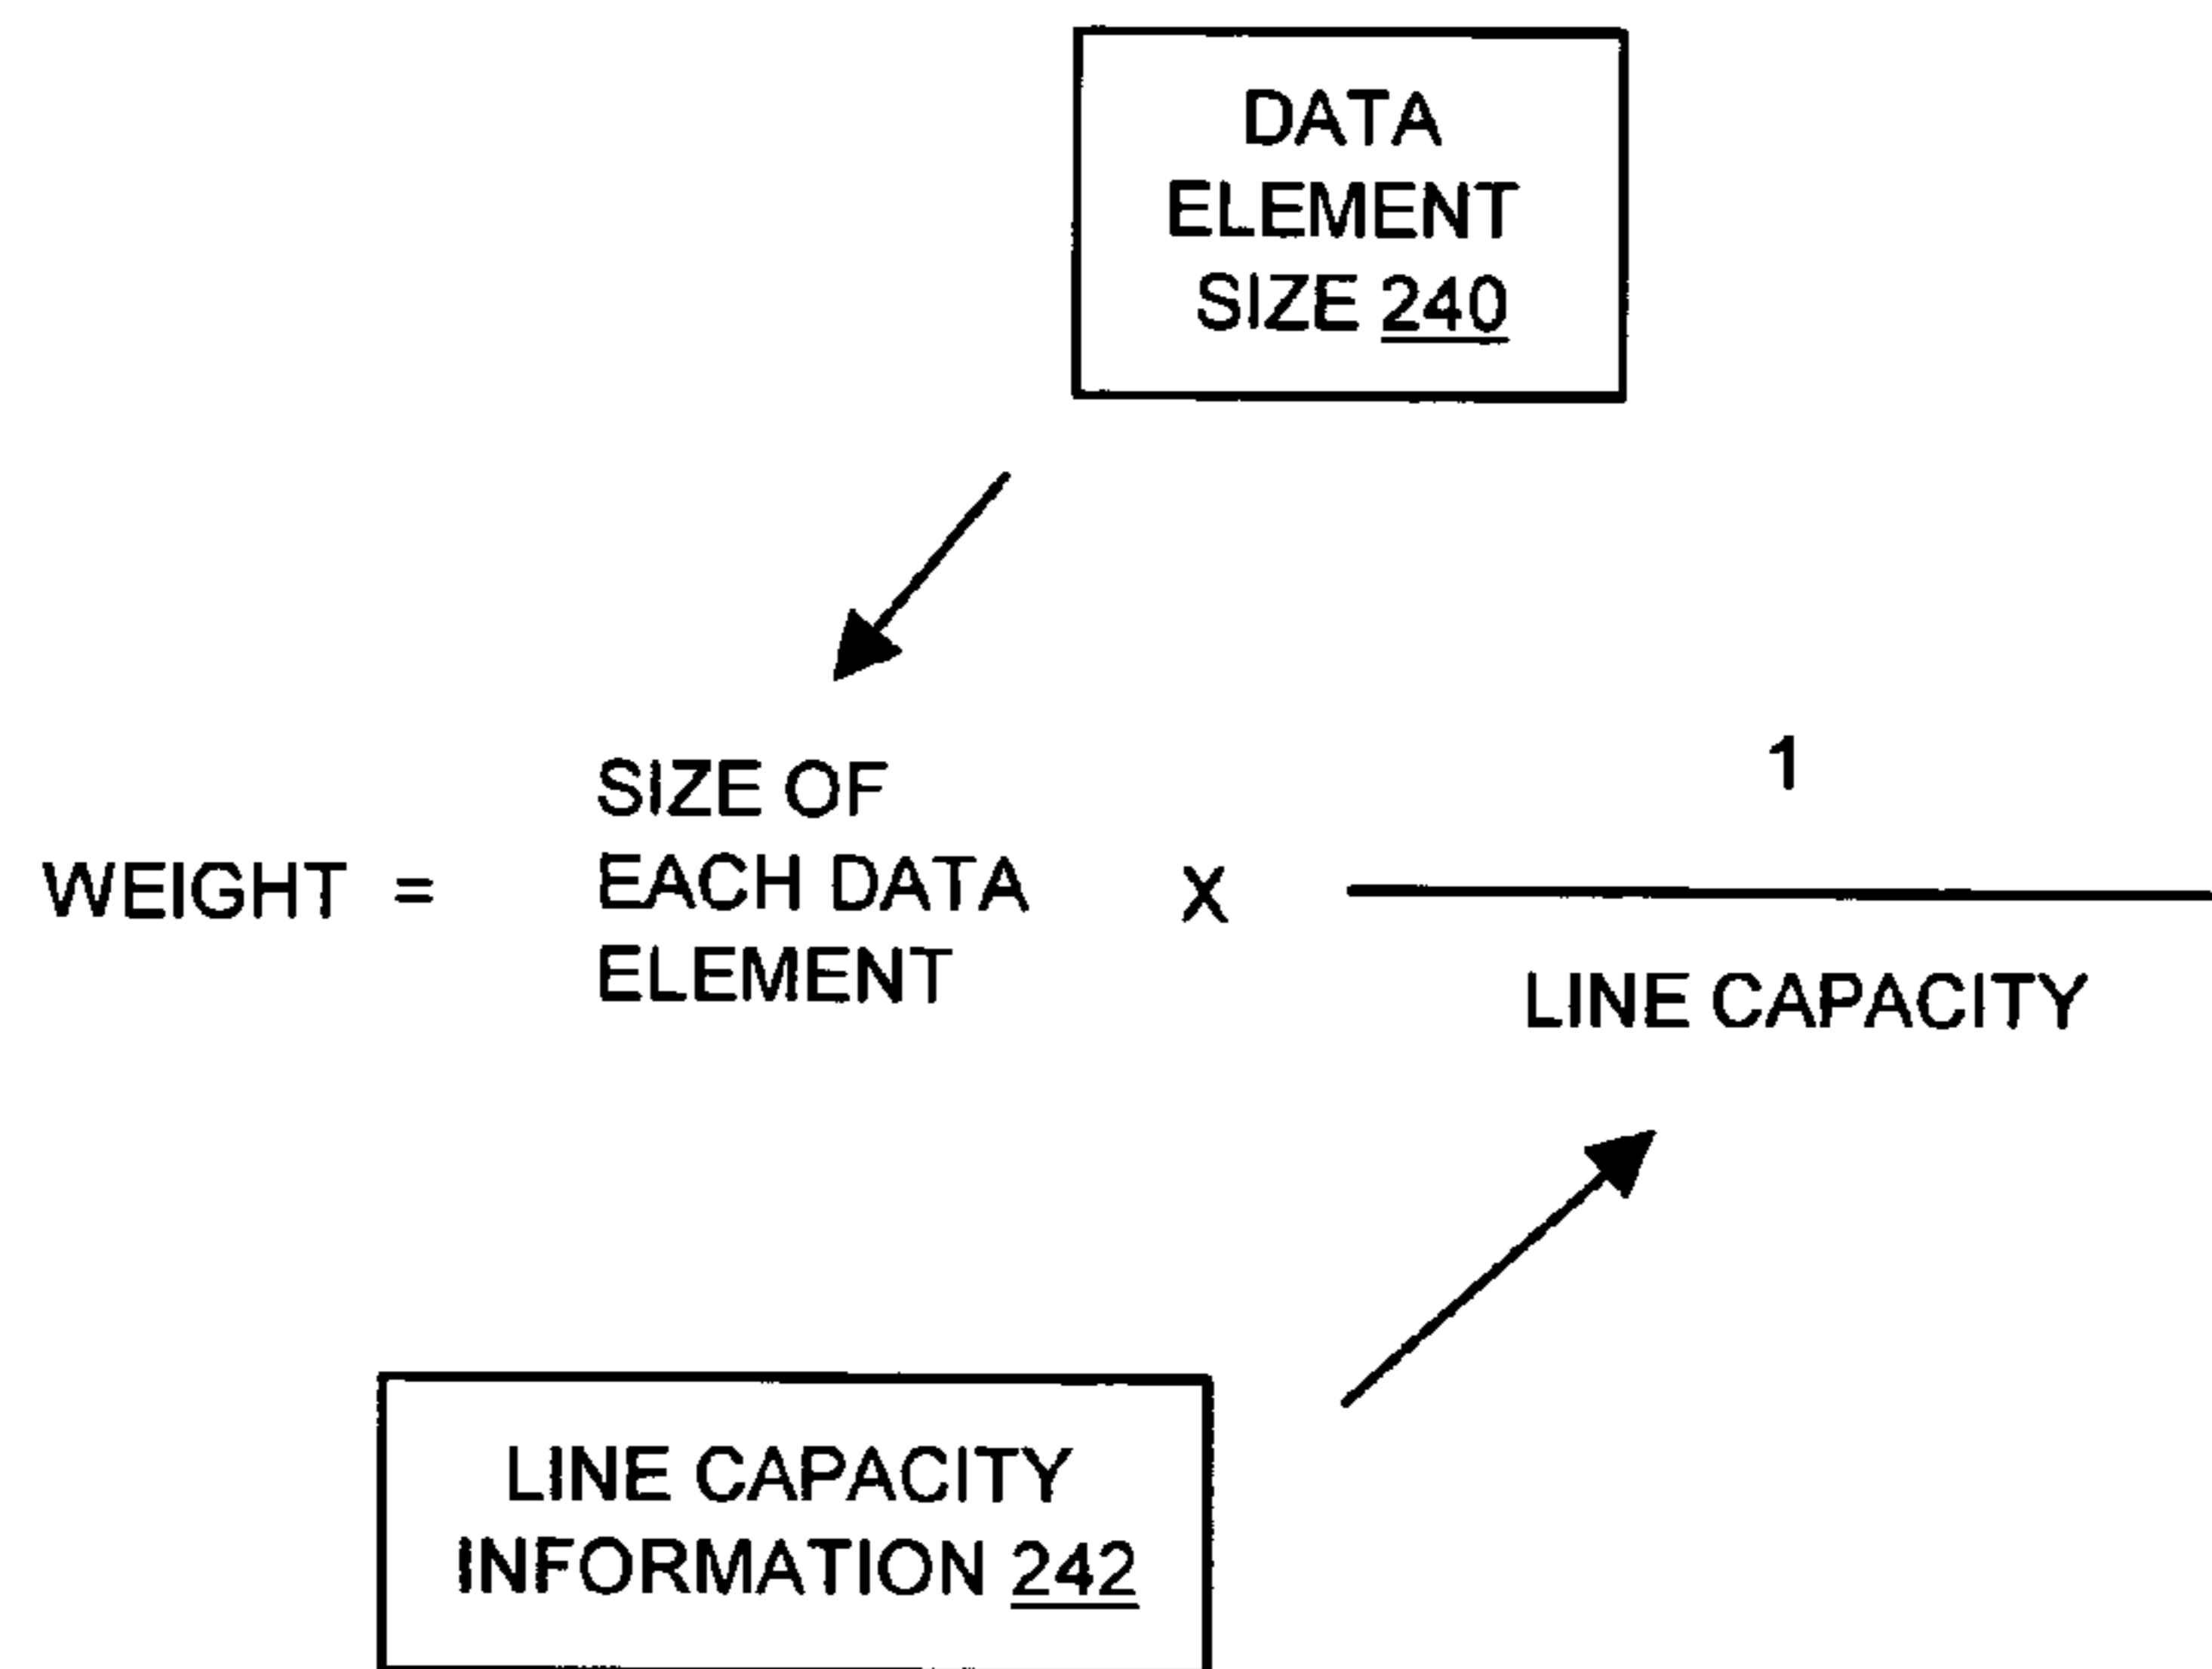 DATA
ELEMENT
SIZE 240
WEIGHT =
SIZE OF
EACH DATA
ELEMENT
X
1
LINE CAPACITY
LINE CAPACITY
INFORMATION 242